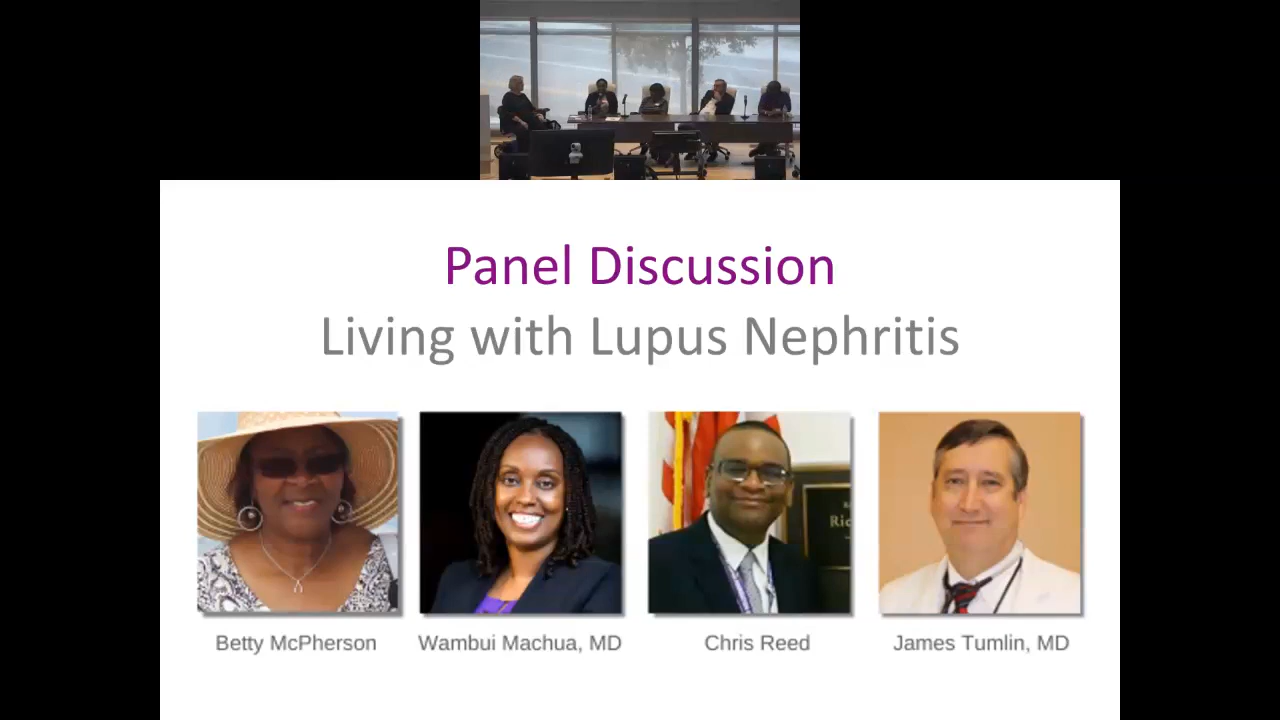 Panel Discussion
Living with Lupus Nephritis
Betty McPherson
Wambui Machua, MD
Chris Reed
James Tumlin, MD